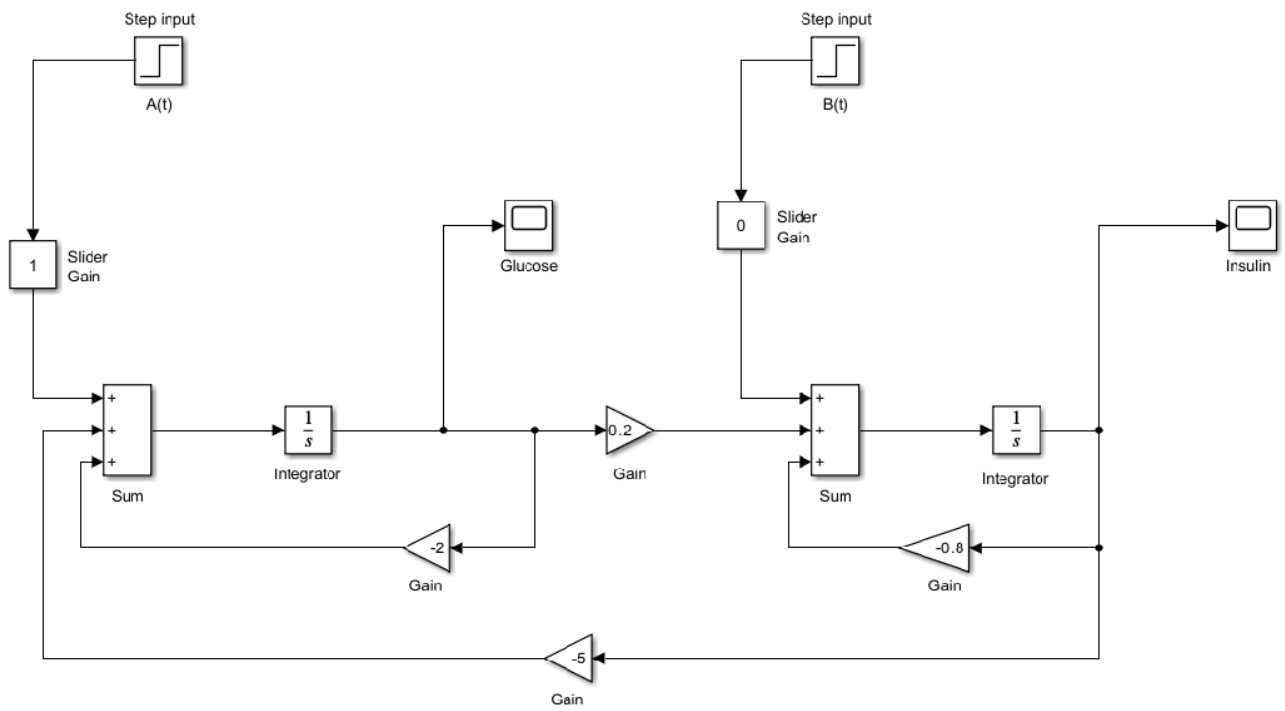 Step input
A(t)
Step input
B(t)
1
Slider
Gain
Glucose
0
Slider
Gain
Insulin
+
+
+
Sum
1
s
Integrator
0.2
Gain
+
+
+
Sum
1
s
Integrator
-2
Gain
-0.8
Gain
-5
Gain